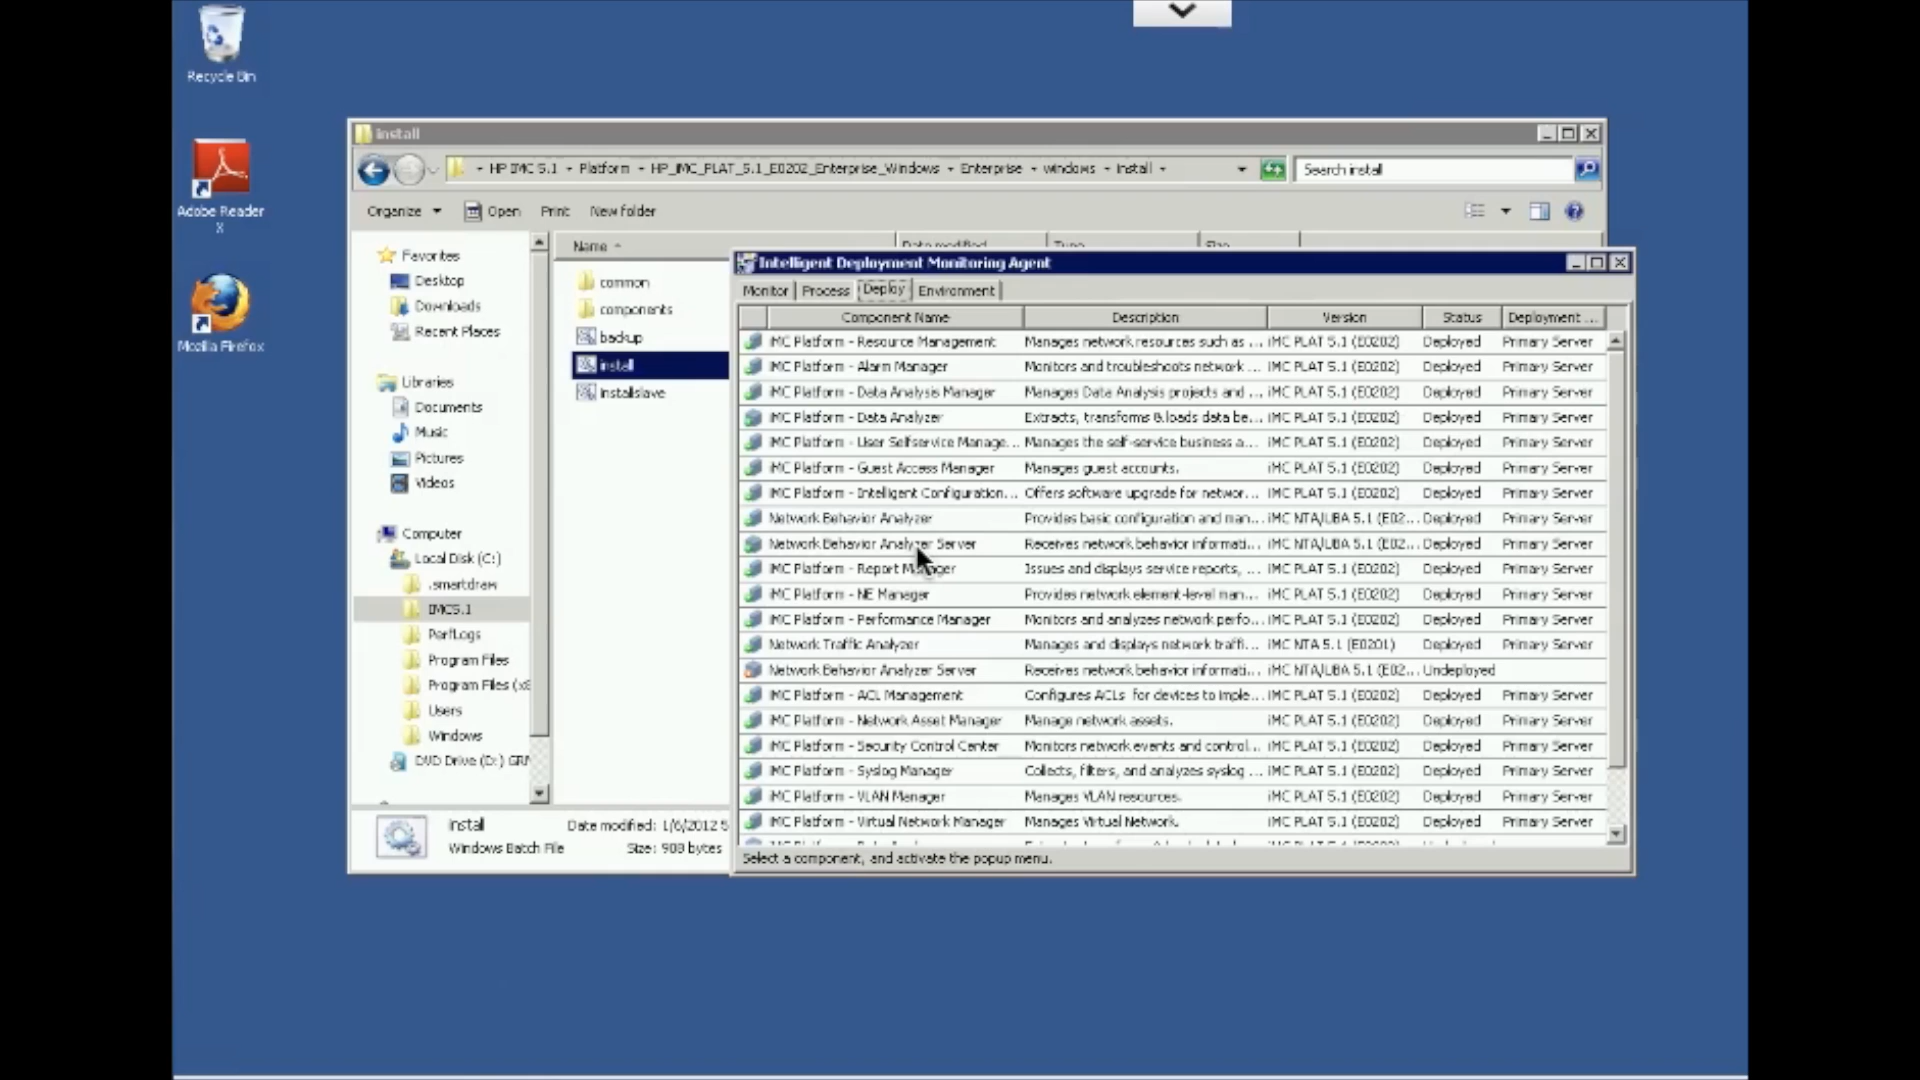 Recycle Bin
Adobe Reader
X
Mozilla Firefox
install
HP IMC 5.1 Platform HP_IMC_PLAT_5.1_E0202_Enterprise_Windows Enterprise windows install
Search install
Organize Open Print New folder
Favorites
Desktop
Downloads
Recent Places
Libraries
Documents
Music
Pictures
Videos
Computer
Local Disk (C:)
.smartdraw
IMC5.1
PerfLogs
Program Files
Program Files (x8
Users
Windows
DVD Drive (D:) GRM
Name Date modified Type Size
common
components
backup
install
installslave
install Date modified: 1/6/2012 5
Windows Batch File Size: 908 bytes
Intelligent Deployment Monitoring Agent
Monitor Process Deploy Environment
Component Name Description Version Status Deployment ...
iMC Platform - Resource Management Manages network resources such as ... iMC PLAT 5.1 (E0202) Deployed Primary Server
iMC Platform - Alarm Manager Monitors and troubleshoots network ... iMC PLAT 5.1 (E0202) Deployed Primary Server
iMC Platform - Data Analysis Manager Manages Data Analysis projects and ... iMC PLAT 5.1 (E0202) Deployed Primary Server
iMC Platform - Data Analyzer Extracts, transforms & loads data be... iMC PLAT 5.1 (E0202) Deployed Primary Server
iMC Platform - User Selfservice Manage... Manages the self-service business a... iMC PLAT 5.1 (E0202) Deployed Primary Server
iMC Platform - Guest Access Manager Manages guest accounts. iMC PLAT 5.1 (E0202) Deployed Primary Server
iMC Platform - Intelligent Configuration... Offers software upgrade for networ... iMC PLAT 5.1 (E0202) Deployed Primary Server
Network Behavior Analyzer Provides basic configuration and man... iMC NTA/UBA 5.1 (E02... Deployed Primary Server
Network Behavior Analyzer Server Receives network behavior informati... iMC NTA/UBA 5.1 (E02... Deployed Primary Server
iMC Platform - Report Manager Issues and displays service reports, ... iMC PLAT 5.1 (E0202) Deployed Primary Server
iMC Platform - NE Manager Provides network element-level man... iMC PLAT 5.1 (E0202) Deployed Primary Server
iMC Platform - Performance Manager Monitors and analyzes network perfo... iMC PLAT 5.1 (E0202) Deployed Primary Server
Network Traffic Analyzer Manages and displays network traffi... iMC NTA 5.1 (E0201) Deployed Primary Server
Network Behavior Analyzer Server Receives network behavior informati... iMC NTA/UBA 5.1 (E02... Undeployed
iMC Platform - ACL Management Configures ACLs for devices to imple... iMC PLAT 5.1 (E0202) Deployed Primary Server
iMC Platform - Network Asset Manager Manage network assets. iMC PLAT 5.1 (E0202) Deployed Primary Server
iMC Platform - Security Control Center Monitors network events and control... iMC PLAT 5.1 (E0202) Deployed Primary Server
iMC Platform - Syslog Manager Collects, filters, and analyzes syslog ... iMC PLAT 5.1 (E0202) Deployed Primary Server
iMC Platform - VLAN Manager Manages VLAN resources. iMC PLAT 5.1 (E0202) Deployed Primary Server
iMC Platform - Virtual Network Manager Manages Virtual Network. iMC PLAT 5.1 (E0202) Deployed Primary Server
Select a component, and activate the popup menu.